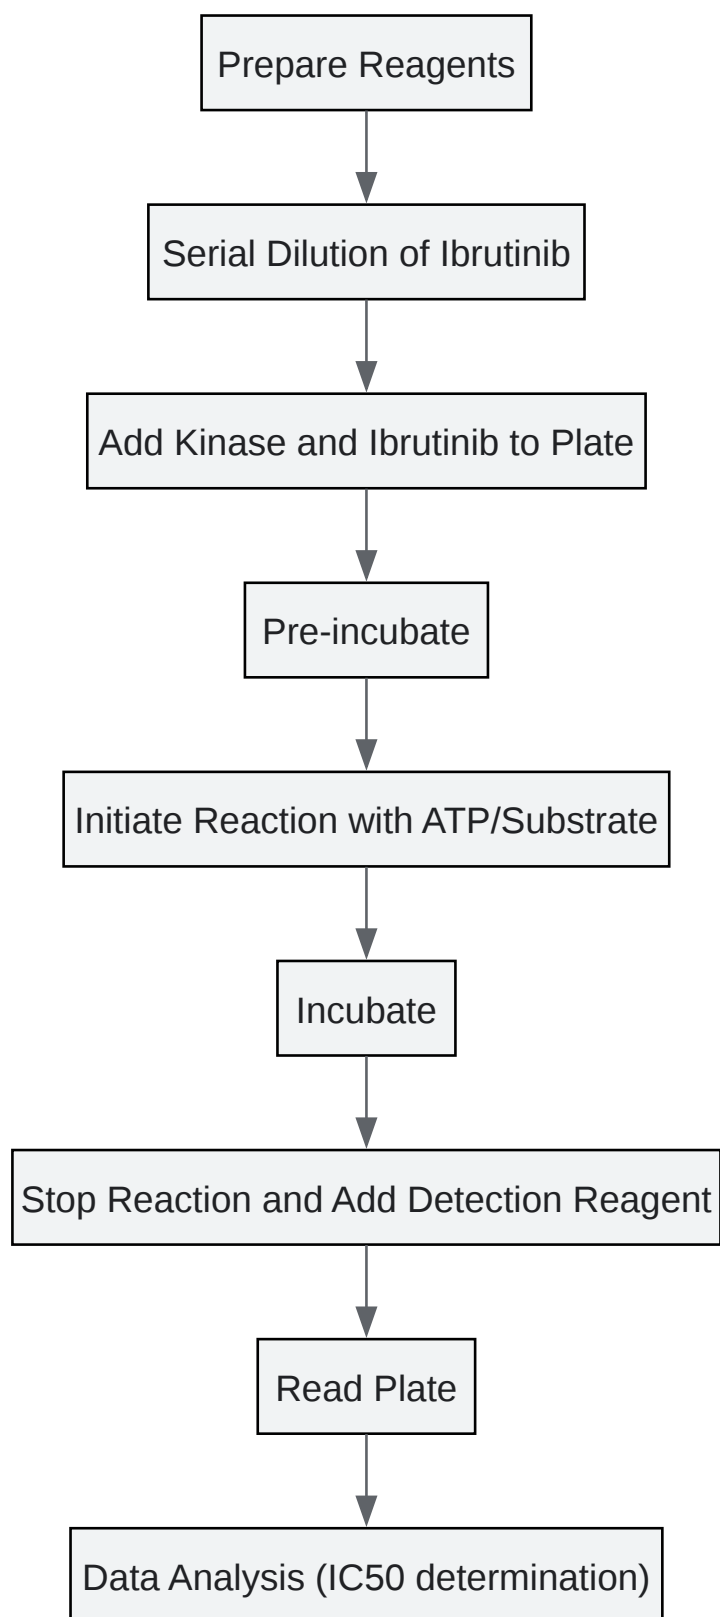 Prepare Reagents
Serial Dilution of Ibrutinib
Add Kinase and Ibrutinib to Plate
Pre-incubate
Initiate Reaction with ATP/Substrate
Incubate
Stop Reaction and Add Detection Reagent
Read Plate
Data Analysis (IC50 determination)